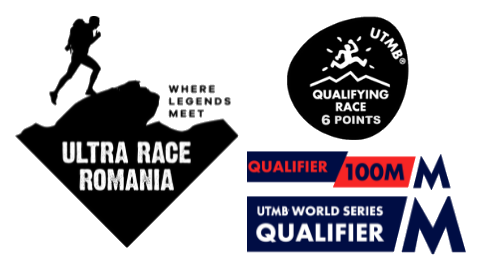 WHERE
LEGENDS
MEET
ULTRA RACE
ROMANIA
UTMB®
QUALIFYING
RACE
6 POINTS
QUALIFIER 100M M
UTMB WORLD SERIES
QUALIFIER M